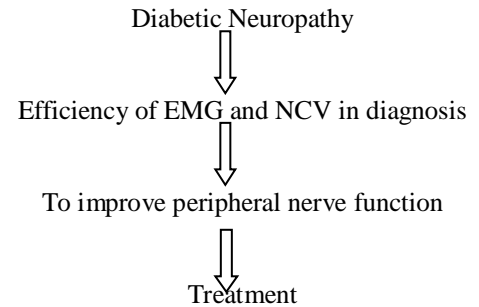 Diabetic Neuropathy
Efficiency of EMG and NCV in diagnosis
To improve peripheral nerve function
Treatment